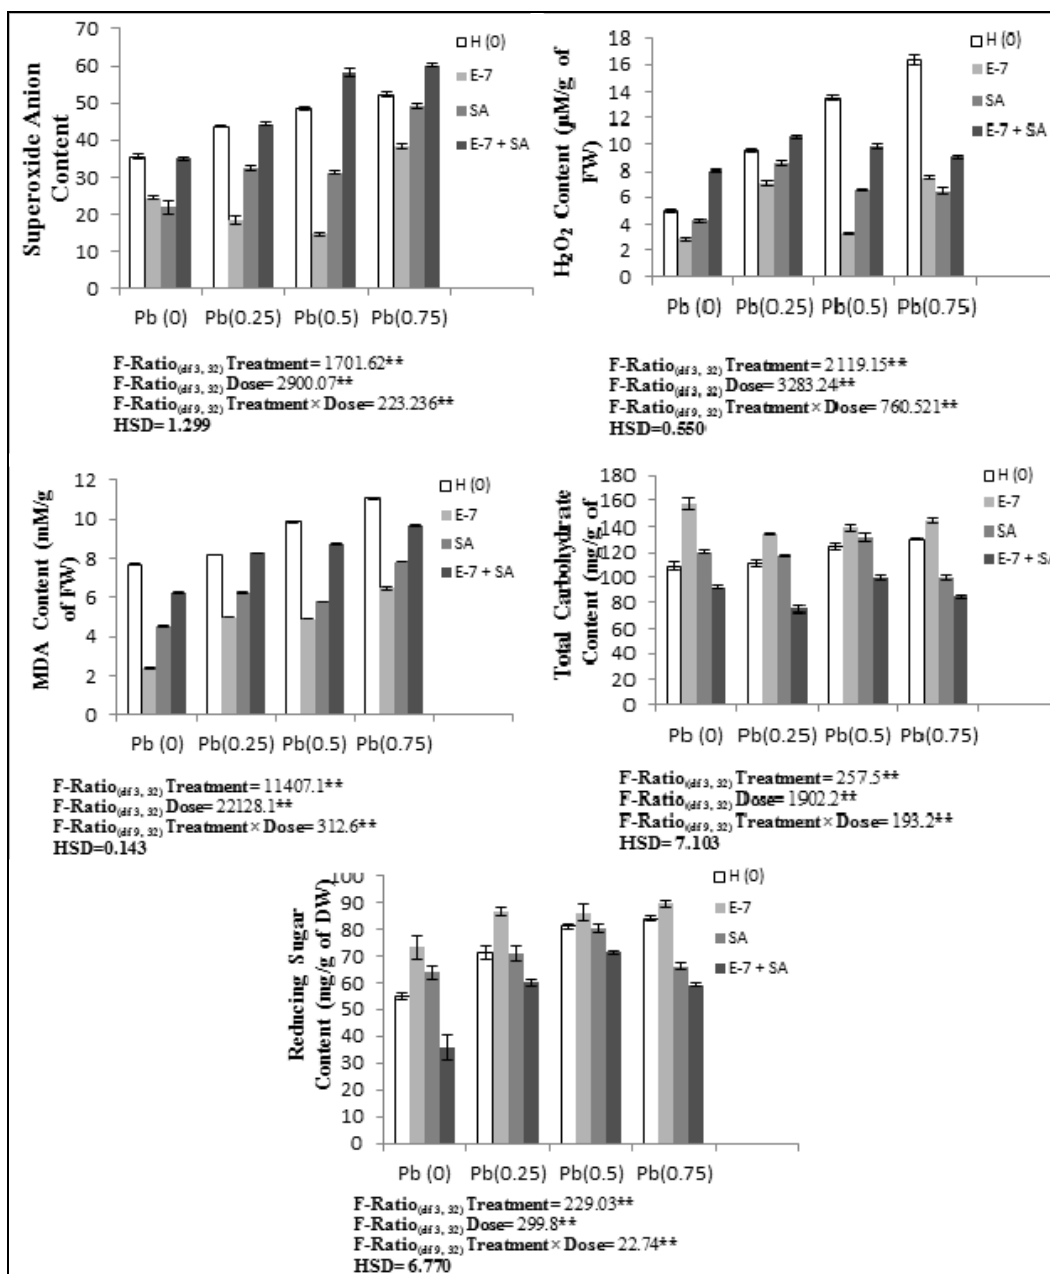 70
60
50
40
30
20
10
0
Superoxide Anion
Content
H (0)
E-7
SA
E-7 + SA
Pb (0) Pb(0.25) Pb(0.5) Pb(0.75)
F-Ratio(df 3, 32) Treatment= 1701.62**
F-Ratio(df 3, 32) Dose= 2900.07**
F-Ratio(df 9, 32) Treatment× Dose= 223.236**
HSD= 1.299
18
16
14
12
10
8
6
4
2
0
H₂O₂ Content (µM/g of
FW)
H (0)
E-7
SA
E-7 + SA
Pb (0) Pb(0.25) Pb(0.5) Pb(0.75)
F-Ratio(df 3, 32) Treatment= 2119.15**
F-Ratio(df 3, 32) Dose= 3283.24**
F-Ratio(df 9, 32) Treatment× Dose= 760.521**
HSD=0.550
12
10
8
6
4
2
0
MDA Content (mM/g
of FW)
H (0)
E-7
SA
E-7 + SA
Pb (0) Pb(0.25) Pb(0.5) Pb(0.75)
F-Ratio(df 3, 32) Treatment= 11407.1**
F-Ratio(df 3, 32) Dose= 22128.1**
F-Ratio(df 9, 32) Treatment× Dose= 312.6**
HSD=0.143
180
160
140
120
100
80
60
40
20
0
Total Carbohydrate
Content (mg/g of
H (0)
E-7
SA
E-7 + SA
Pb (0) Pb(0.25) Pb(0.5) Pb(0.75)
F-Ratio(df 3, 32) Treatment= 257.5**
F-Ratio(df 3, 32) Dose= 1902.2**
F-Ratio(df 9, 32) Treatment× Dose= 193.2**
HSD= 7.103
100
90
80
70
60
50
40
30
20
10
0
Reducing Sugar
Content (mg/g of DW)
H (0)
E-7
SA
E-7 + SA
Pb (0) Pb(0.25) Pb(0.5) Pb(0.75)
F-Ratio(df 3, 32) Treatment= 229.03**
F-Ratio(df 3, 32) Dose= 299.8**
F-Ratio(df 9, 32) Treatment× Dose= 22.74**
HSD= 6.770